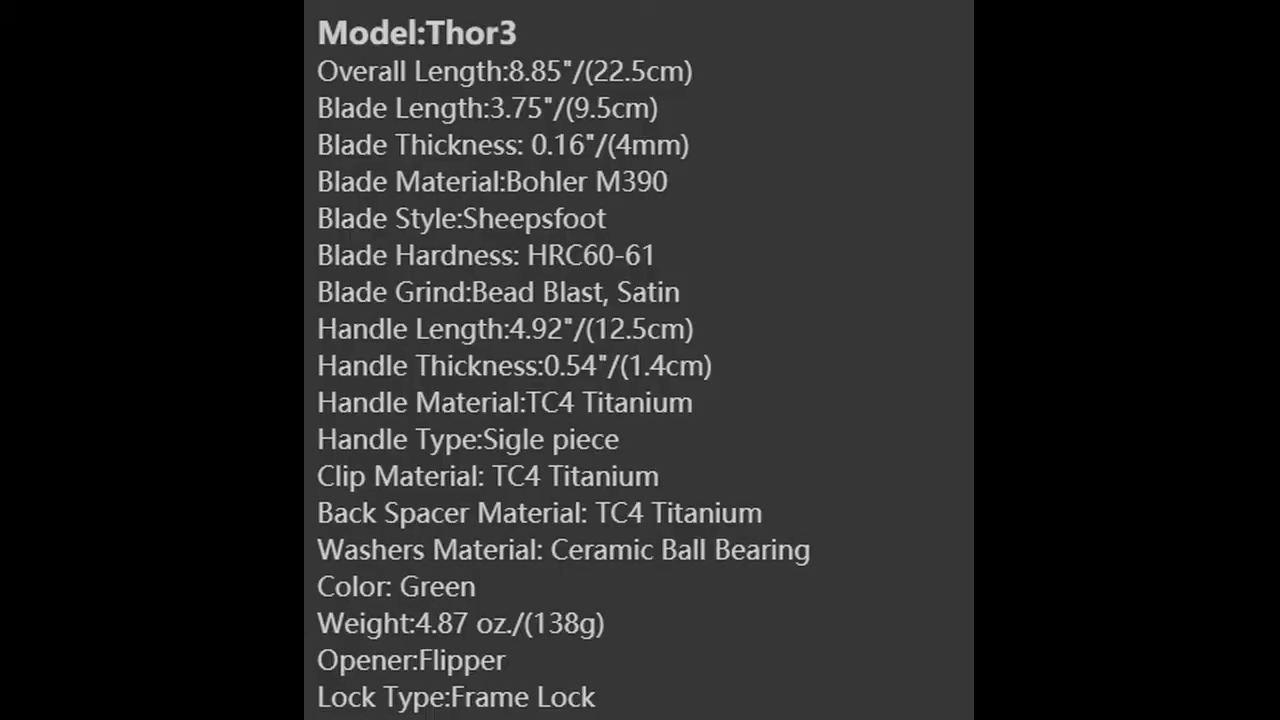 Model:Thor3
Overall Length:8.85"/(22.5cm)
Blade Length:3.75"/(9.5cm)
Blade Thickness: 0.16"/(4mm)
Blade Material:Bohler M390
Blade Style:Sheepsfoot
Blade Hardness: HRC60-61
Blade Grind:Bead Blast, Satin
Handle Length:4.92"/(12.5cm)
Handle Thickness:0.54"/(1.4cm)
Handle Material:TC4 Titanium
Handle Type:Sigle piece
Clip Material: TC4 Titanium
Back Spacer Material: TC4 Titanium
Washers Material: Ceramic Ball Bearing
Color: Green
Weight:4.87 oz./(138g)
Opener:Flipper
Lock Type:Frame Lock